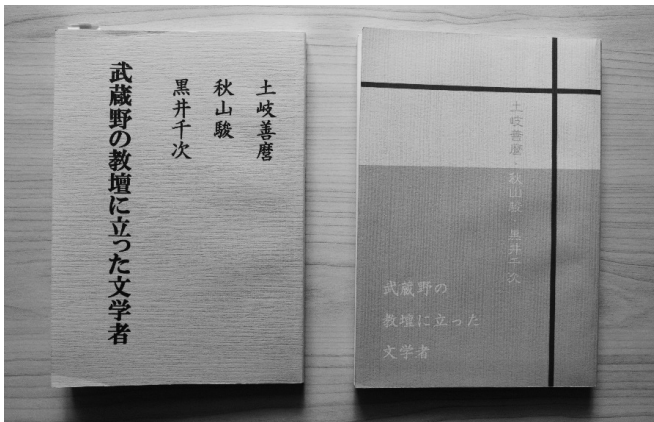 武蔵野の教壇に立った文学者
土岐善麿
秋山駿
黒井千次
土岐善麿・秋山駿 黒井千次
武蔵野の
教壇に立った
文学者